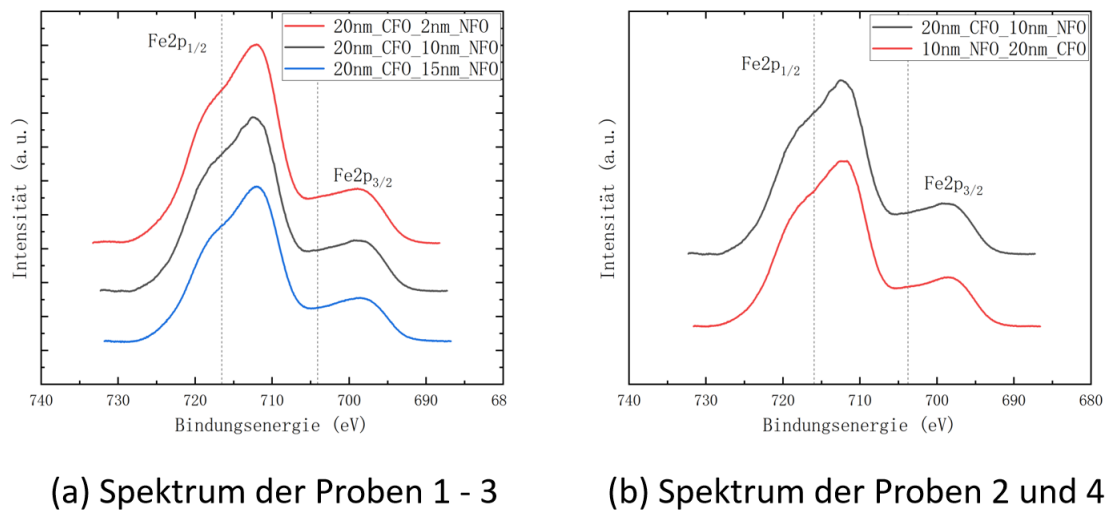 20nm_CFO_2nm_NFO
20nm_CFO_10nm_NFO
20nm_CFO_15nm_NFO
Fe2p1/2
Fe2p3/2
Intensität (a.u.)
740 730 720 710 700 690 68
Bindungsenergie (eV)
(a) Spektrum der Proben 1 - 3
20nm_CFO_10nm_NFO
10nm_NFO_20nm_CFO
Fe2p1/2
Fe2p3/2
Intensität (a.u.)
740 730 720 710 700 690 680
Bindungsenergie (eV)
(b) Spektrum der Proben 2 und 4